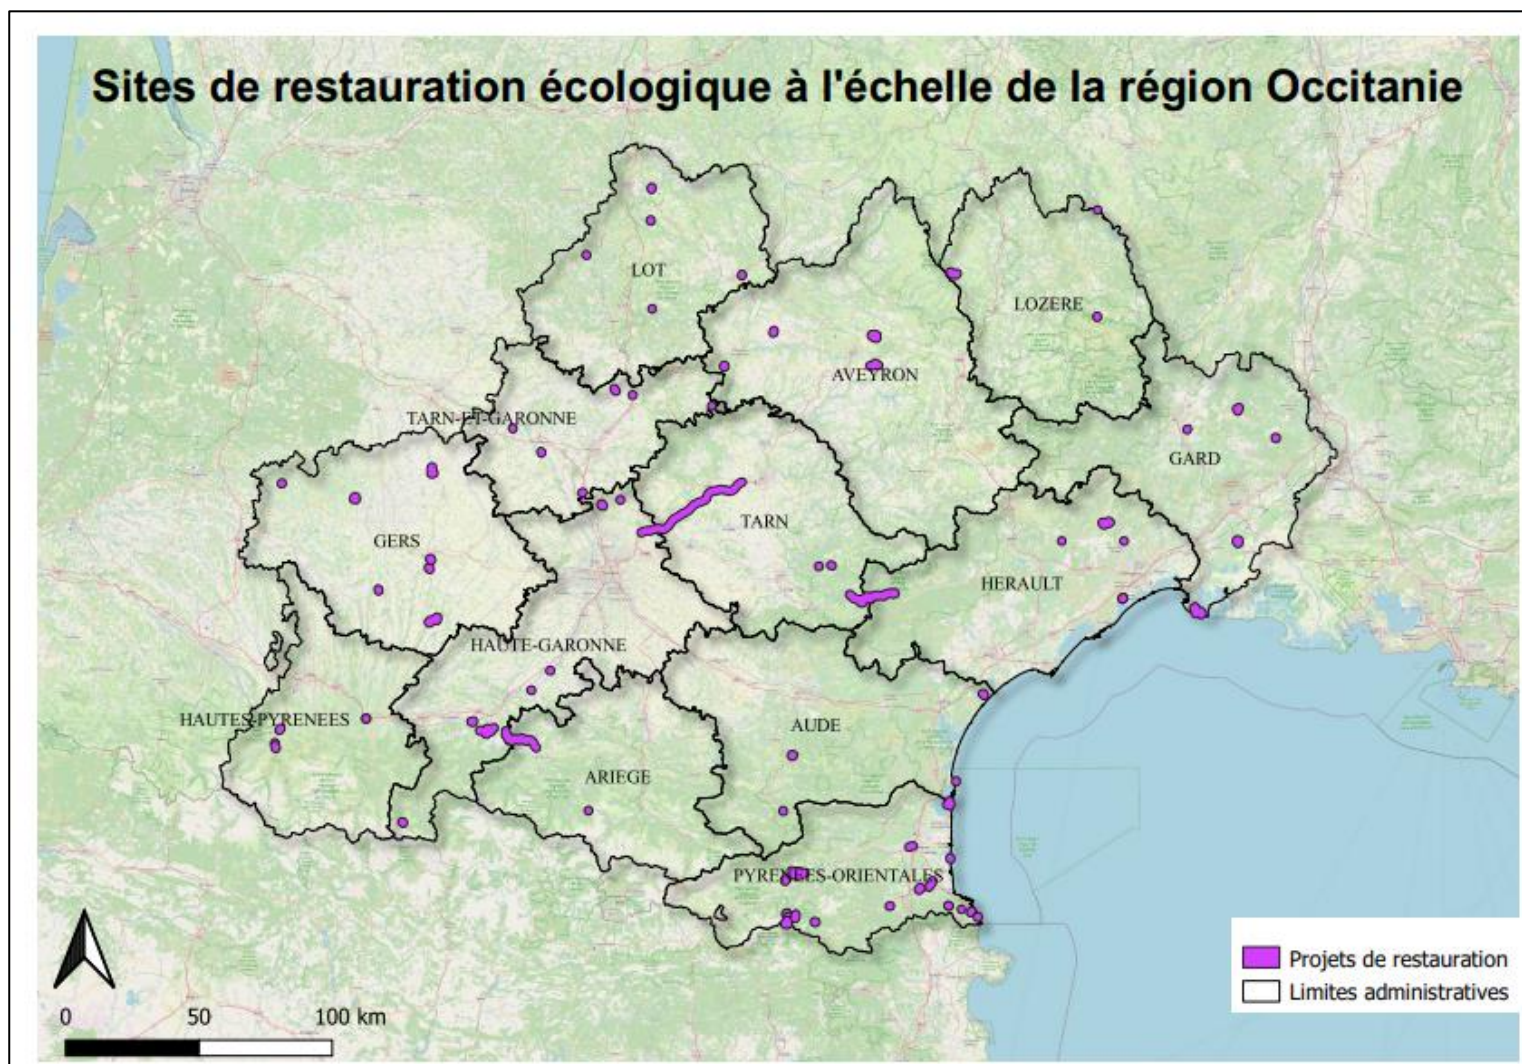 Sites de restauration écologique à l'échelle de la région Occitanie
LOT
LOZERE
AVEYRON
TARN-ET-GARONNE
GARD
TARN
GERS
HERAULT
HAUTE-GARONNE
HAUTES-PYRENEES
AUDE
ARIEGE
PYRENEES-ORIENTALES
Projets de restauration
Limites administratives
0 50 100 km